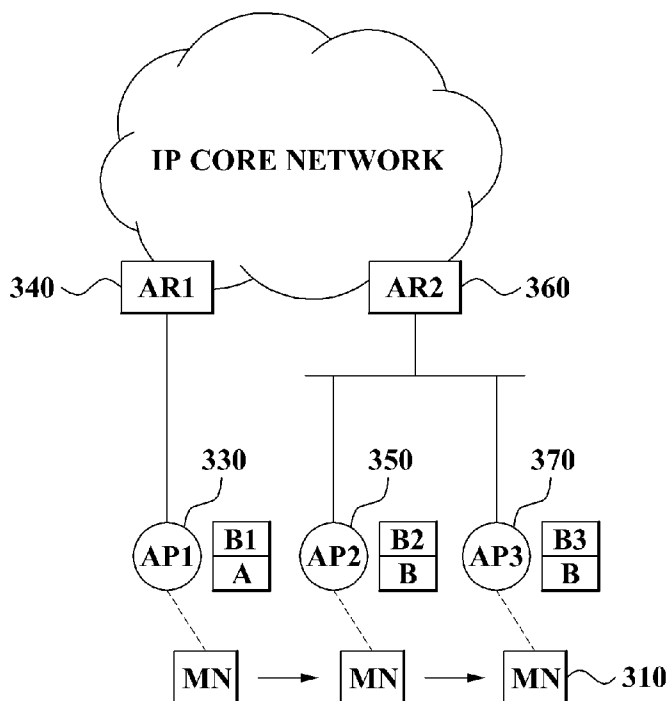 IP CORE NETWORK
340 AR1 AR2 360
330 350 370
AP1 B1 AP2 B2 AP3 B3
A B B
MN MN MN 310